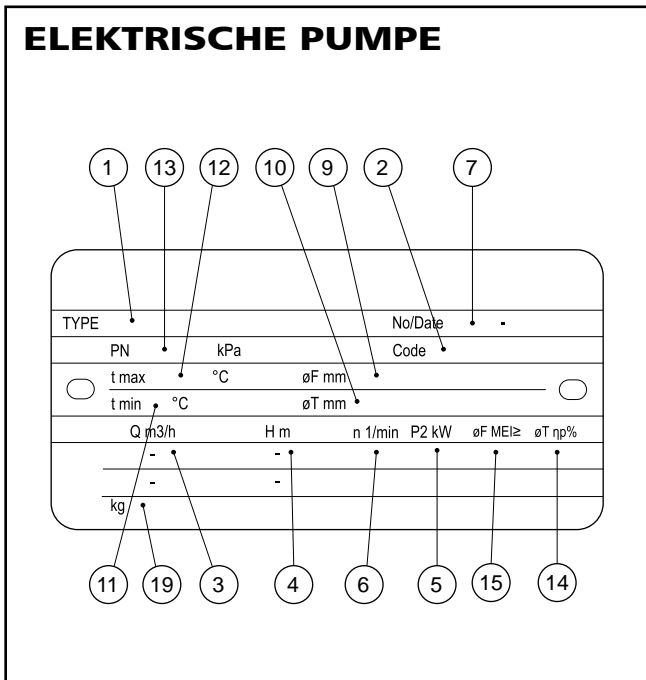 ELEKTRISCHE PUMPE
1 13 12 10 9 2 7
TYPE No/Date -
PN kPa Code
t max °C øF mm
t min °C øT mm
Q m3/h H m n 1/min P2 kW øF MEI≥ øT ηp%
- -
- -
kg
11 19 3 4 6 5 15 14